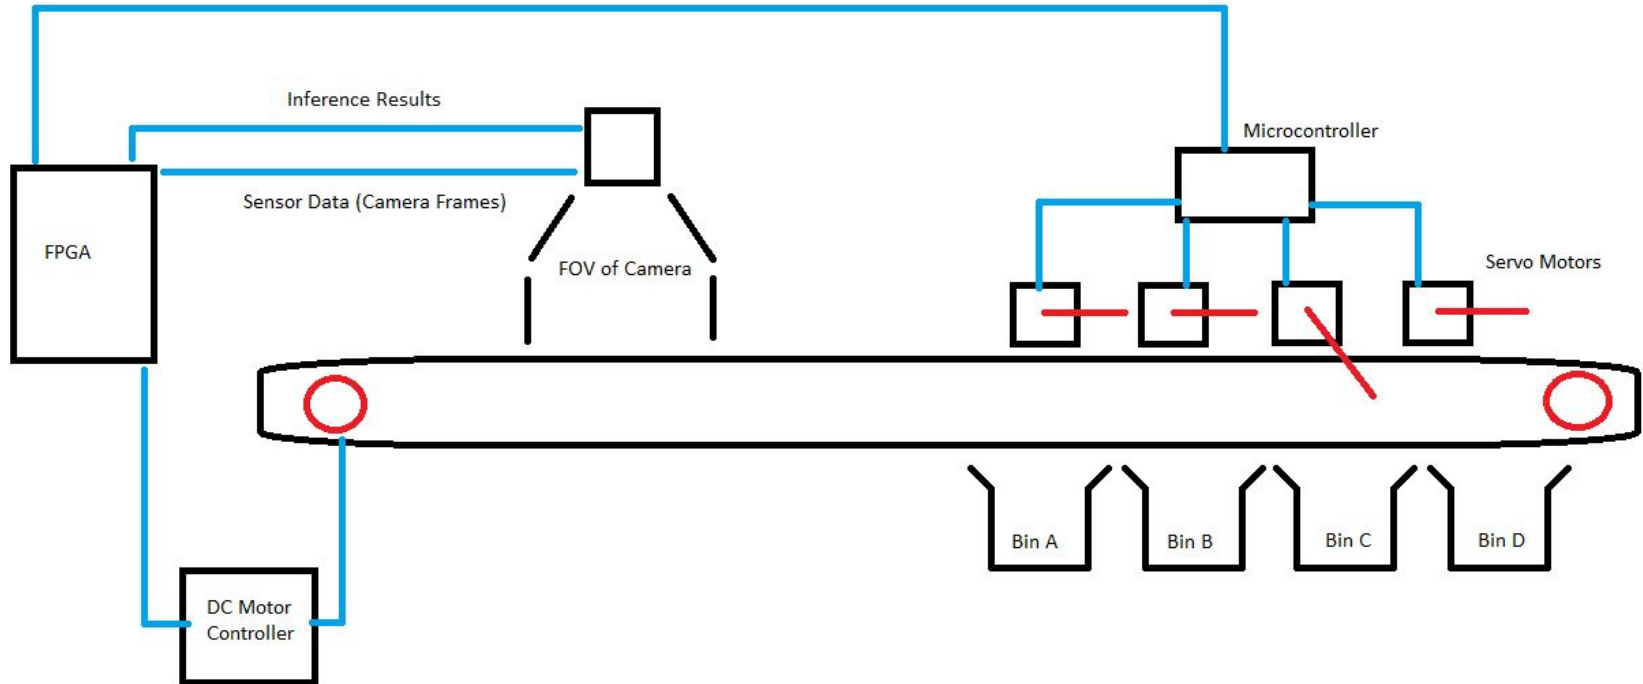 Inference Results
Microcontroller
Sensor Data (Camera Frames)
FPGA
FOV of Camera
Servo Motors
Bin A
Bin B
Bin C
Bin D
DC Motor
Controller